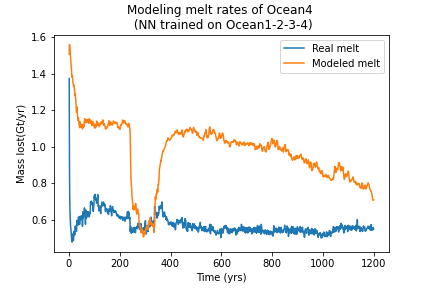 Modeling melt rates of Ocean4
(NN trained on Ocean1-2-3-4)
Mass lost(Gt/yr)
1.6
1.4
1.2
1.0
0.8
0.6
Real melt
Modeled melt
0
200
400
600
800
1000
1200
Time (yrs)